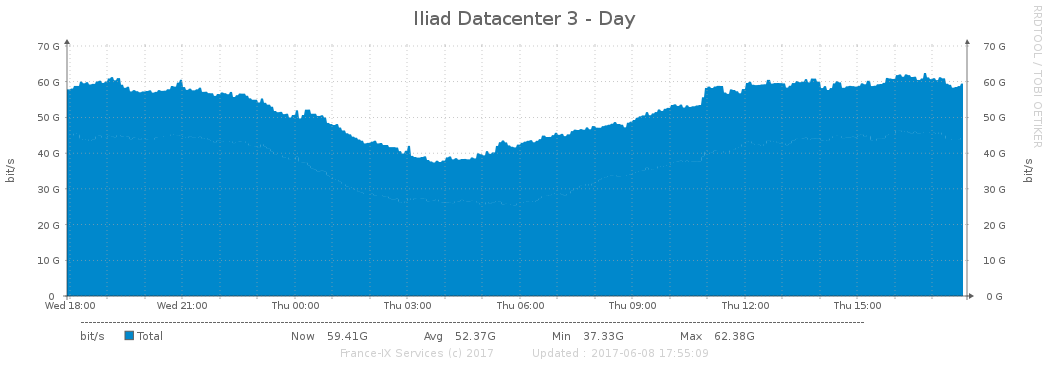 Iliad Datacenter 3 - Day
RRDTOOL / TOBI OETIKER
70 G 70 G
60 G 60 G
50 G 50 G
40 G 40 G
30 G 30 G
20 G 20 G
10 G 10 G
0 0 G
bit/s bit/s
Wed 18:00 Wed 21:00 Thu 00:00 Thu 03:00 Thu 06:00 Thu 09:00 Thu 12:00 Thu 15:00
bit/s Total Now 59.41G Avg 52.37G Min 37.33G Max 62.38G
France-IX Services (c) 2017 Updated : 2017-06-08 17:55:09